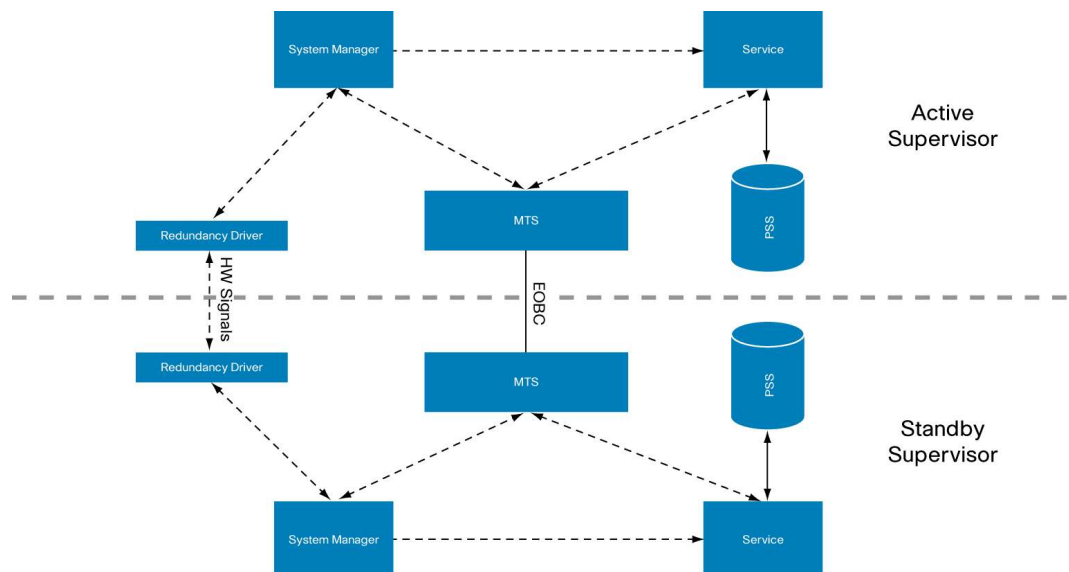 System Manager
Service
Active
Supervisor
MTS
PSS
Redundancy Driver
HW Signals
EOBC
Redundancy Driver
MTS
PSS
Standby
Supervisor
System Manager
Service